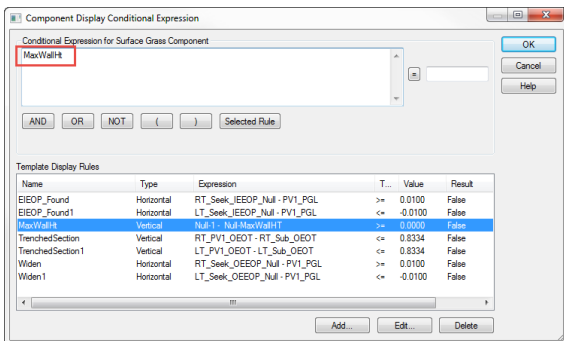 Component Display Conditional Expression
Conditional Expression for Surface Grass Component
MaxWallHt
=
OK
Cancel
Help
AND OR NOT ( ) Selected Rule
Template Display Rules
Name Type Expression T... Value Result
EIEOP_Found Horizontal RT_Seek_IEEOP_Null - PV1_PGL >= 0.0100 False
EIEOP_Found1 Horizontal LT_Seek_IEEOP_Null - PV1_PGL <= -0.0100 False
MaxWallHt Vertical Null-1 - Null-MaxWallHT >= 0.0000 False
TrenchedSection Vertical RT_PV1_OEOT - RT_Sub_OEOT <= 0.8334 False
TrenchedSection1 Vertical LT_PV1_OEOT - LT_Sub_OEOT <= 0.8334 False
Widen Horizontal RT_Seek_OEEOP_Null - PV1_PGL >= 0.0100 False
Widen1 Horizontal LT_Seek_OEEOP_Null - PV1_PGL <= -0.0100 False
Add... Edit... Delete